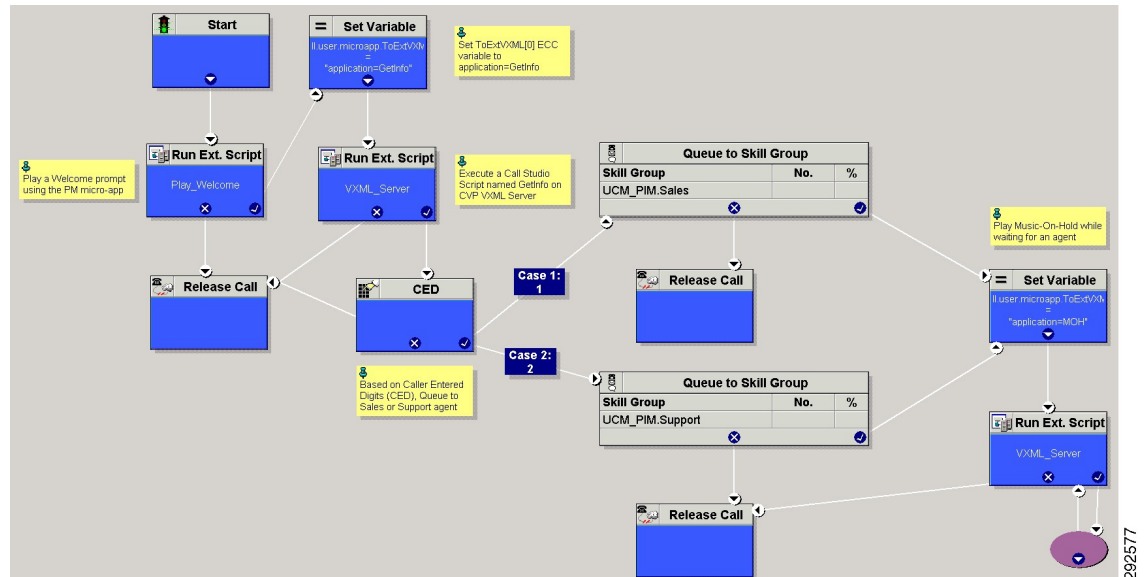 Start
Set Variable
ll.user.microapp.ToExtVXM
=
"application=GetInfo"
Set ToExtVXML[0] ECC
variable to
application=GetInfo
Play a Welcome prompt
using the PM micro-app
Run Ext. Script
Play_Welcome
Run Ext. Script
VXML_Server
Execute a Call Studio
Script named GetInfo on
CVP VXML Server
Queue to Skill Group
Skill Group No. %
UCM_PIM.Sales
Play Music-On-Hold while
waiting for an agent
Release Call
CED
Case 1:
1
Release Call
Set Variable
ll.user.microapp.ToExtVXM
=
"application=MOH"
Case 2:
2
Based on Caller Entered
Digits (CED), Queue to
Sales or Support agent
Queue to Skill Group
Skill Group No. %
UCM_PIM.Support
Run Ext. Script
VXML_Server
Release Call
292577